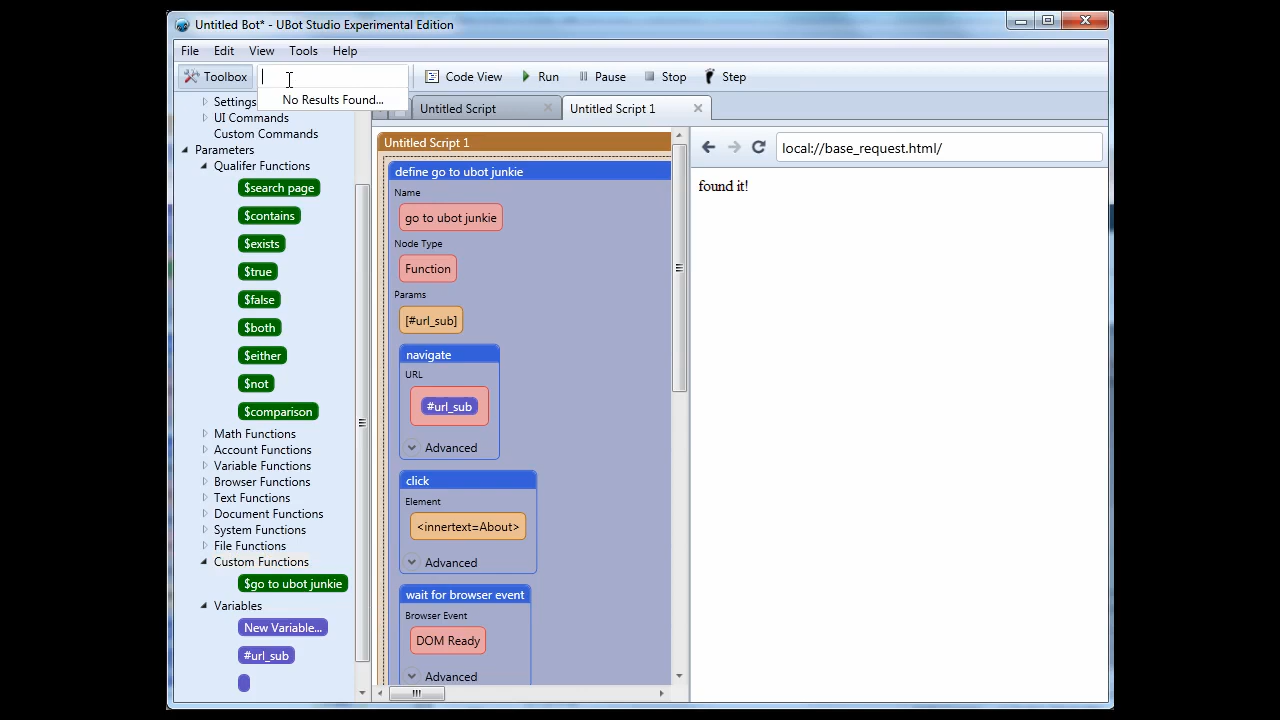 Untitled Bot* - UBot Studio Experimental Edition
File Edit View Tools Help
Toolbox Code View Run Pause Stop Step
No Results Found...
Settings
UI Commands
Custom Commands
Parameters
Qualifer Functions
$search page
$contains
$exists
$true
$false
$both
$either
$not
$comparison
Math Functions
Account Functions
Variable Functions
Browser Functions
Text Functions
Document Functions
System Functions
File Functions
Custom Functions
$go to ubot junkie
Variables
New Variable...
#url_sub
Untitled Script Untitled Script 1
Untitled Script 1
define go to ubot junkie
Name
go to ubot junkie
Node Type
Function
Params
[#url_sub]
navigate
URL
#url_sub
Advanced
click
Element
<innertext=About>
Advanced
wait for browser event
Browser Event
DOM Ready
Advanced
local://base_request.html/
found it!